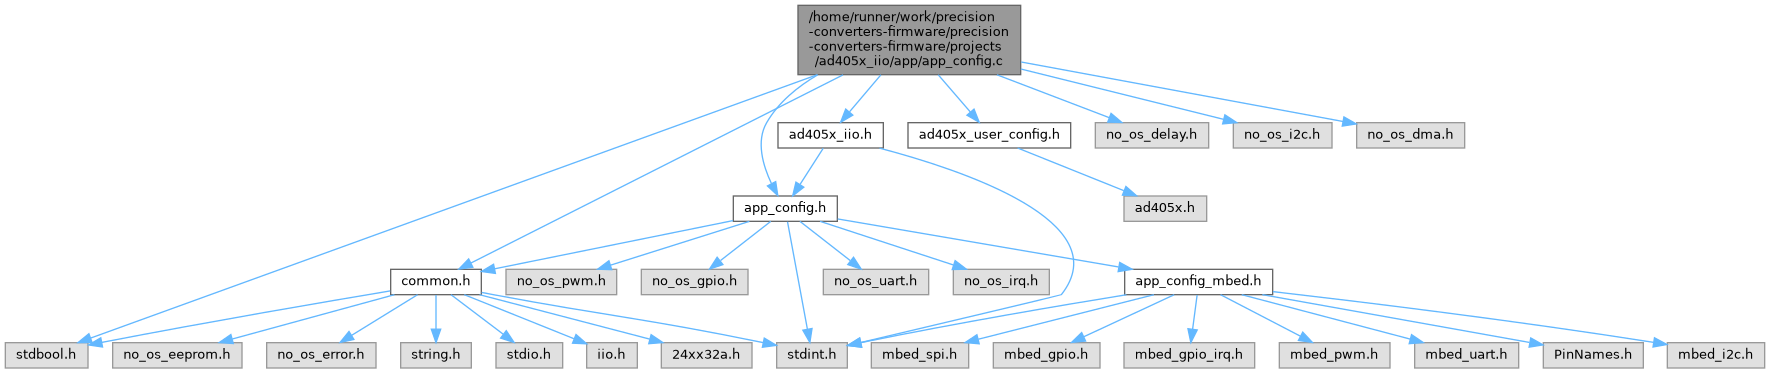 /home/runner/work/precision
-converters-firmware/precision
-converters-firmware/projects
/ad405x_iio/app/app_config.c
ad405x_iio.h
ad405x_user_config.h
no_os_delay.h
no_os_i2c.h
no_os_dma.h
app_config.h
ad405x.h
common.h
no_os_pwm.h
no_os_gpio.h
no_os_uart.h
no_os_irq.h
app_config_mbed.h
stdbool.h
no_os_eeprom.h
no_os_error.h
string.h
stdio.h
iio.h
24xx32a.h
stdint.h
mbed_spi.h
mbed_gpio.h
mbed_gpio_irq.h
mbed_pwm.h
mbed_uart.h
PinNames.h
mbed_i2c.h